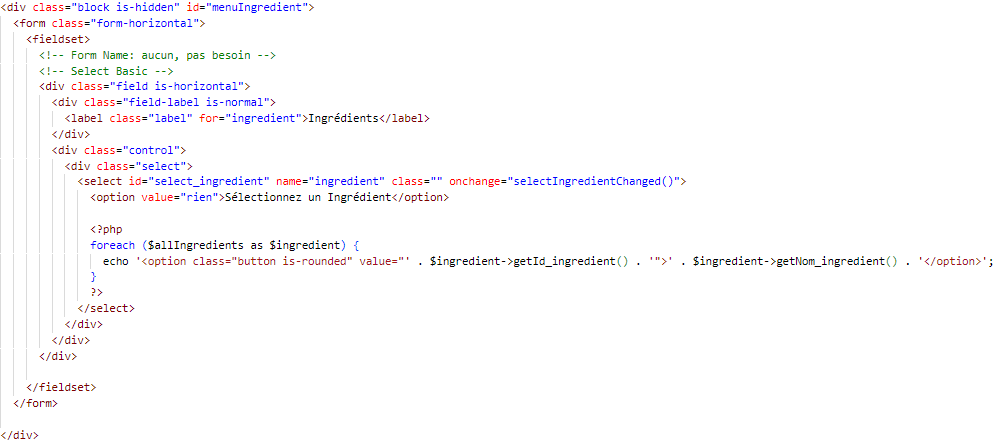 <div class="block is-hidden" id="menuIngredient">
<form class="form-horizontal">
<fieldset>
<!-- Form Name: aucun, pas besoin -->
<!-- Select Basic -->
<div class="field is-horizontal">
<div class="field-label is-normal">
<label class="label" for="ingredient">Ingrédients</label>
</div>
<div class="control">
<div class="select">
<select id="select_ingredient" name="ingredient" class="" onchange="selectIngredientChanged()">
<option value="rien">Sélectionnez un Ingrédient</option>
<?php
foreach ($allIngredients as $ingredient) {
echo '<option class="button is-rounded" value="' . $ingredient->getId_ingredient() . '">' . $ingredient->getNom_ingredient() . '</option>';
}
?>
</select>
</div>
</div>
</div>
</fieldset>
</form>
</div>